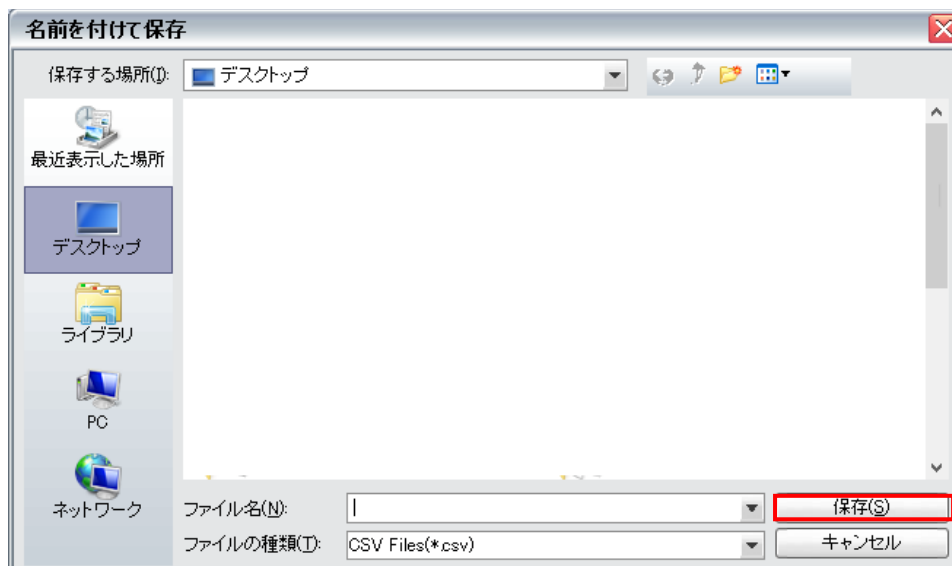 名前を付けて保存
保存する場所(I): デスクトップ
最近表示した場所
デスクトップ
ライブラリ
PC
ネットワーク
ファイル名(N): 保存(S)
ファイルの種類(T): CSV Files(*.csv) キャンセル